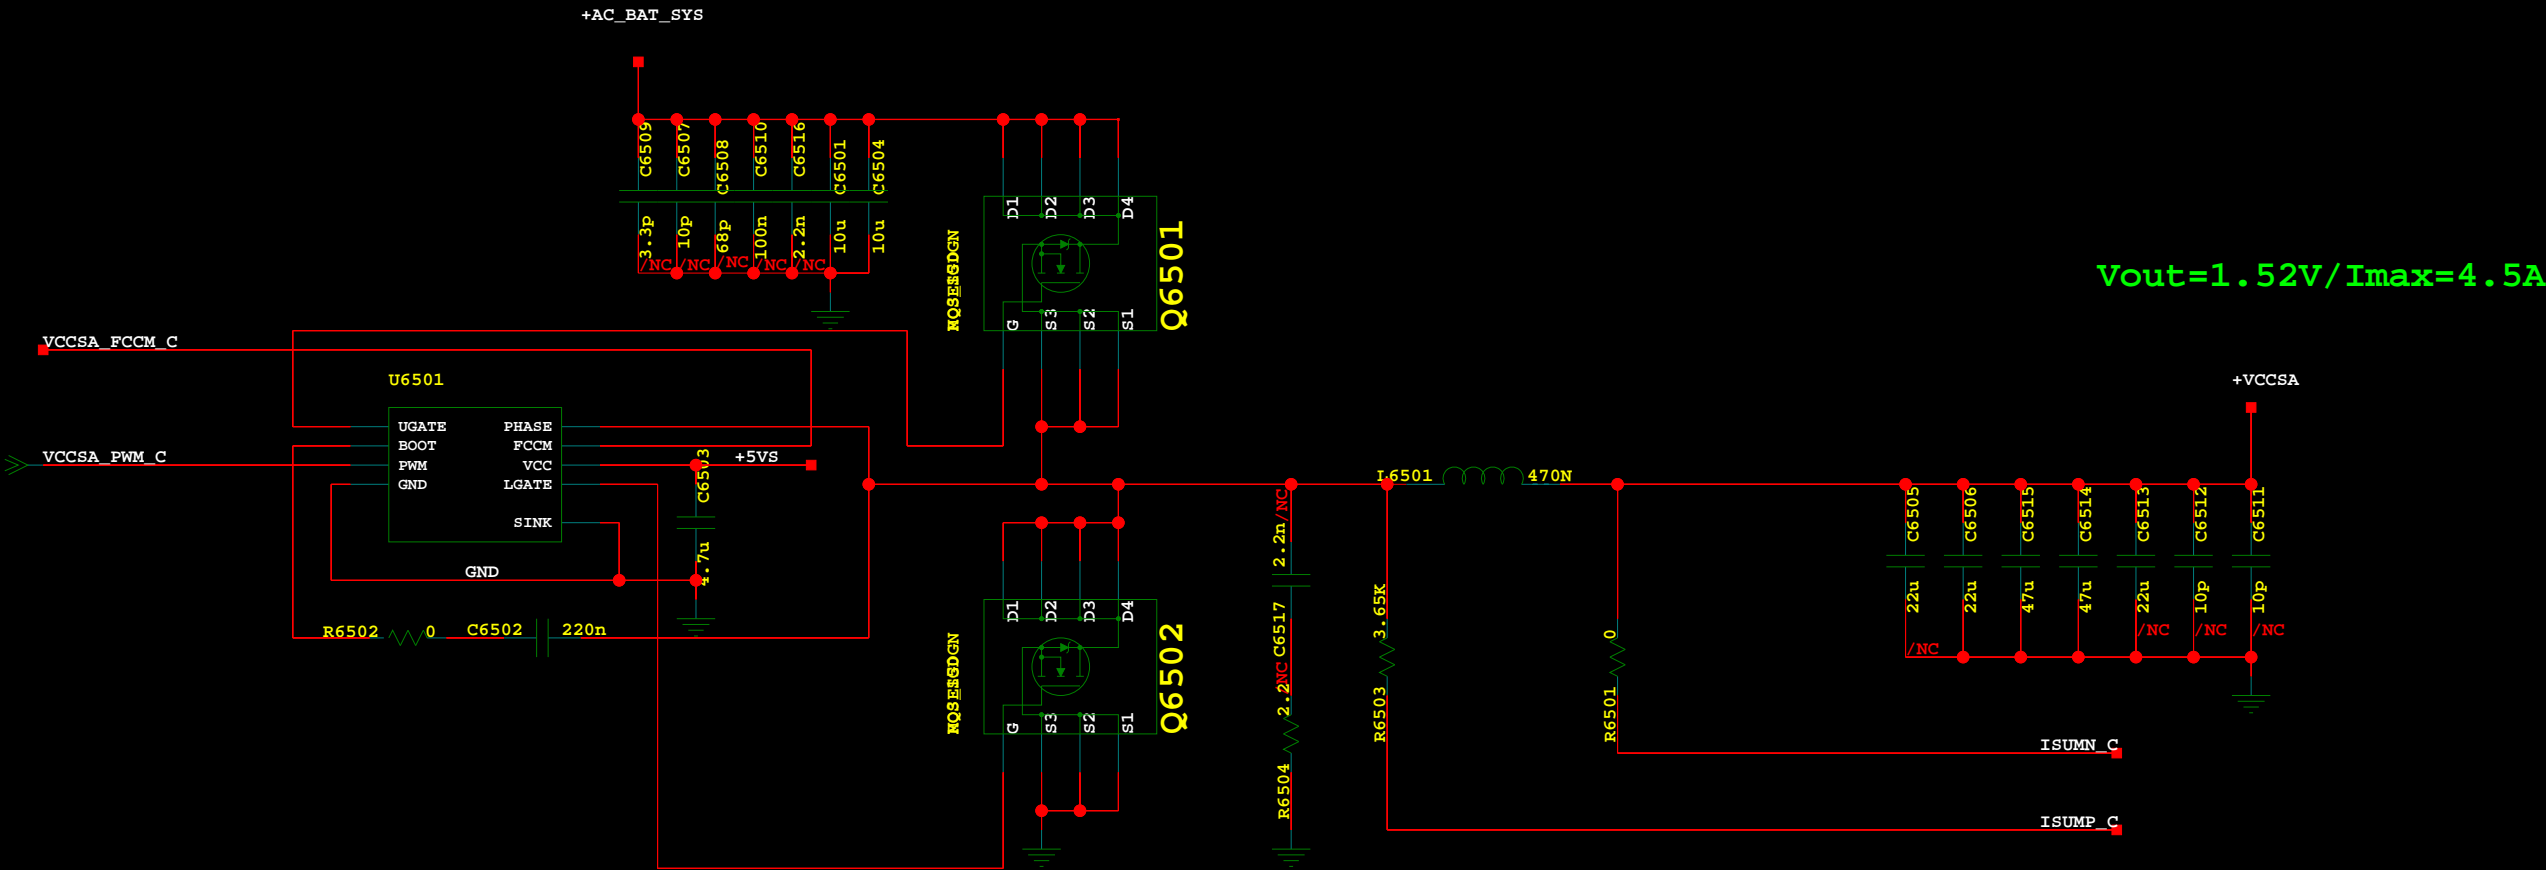 +AC_BAT_SYS
C6509
C6507
C6508
C6510
C6516
C6501
C6504
3.3p
10p
68p
100n
2.2n
10u
10u
/NC
/NC
/NC
/NC
/NC
D1
D2
D3
D4
G
S3
S2
S1
Q6501
Vout=1.52V/Imax=4.5A
VCCSA_FCCM_C
U6501
UGATE
BOOT
PWM
GND
PHASE
FCCM
VCC
LGATE
SINK
VCCSA_PWM_C
+5VS
C6503
4.7u
GND
R6502
0
C6502
220n
D1
D2
D3
D4
G
S3
S2
S1
Q6502
2.2n
/NC
C6517
2.2
R6504
L6501
470N
3.65K
R6503
0
R6501
+VCCSA
C6505
C6506
C6515
C6514
C6513
C6512
C6511
22u
22u
47u
47u
22u
10p
10p
/NC
/NC
/NC
/NC
ISUMN_C
ISUMP_C